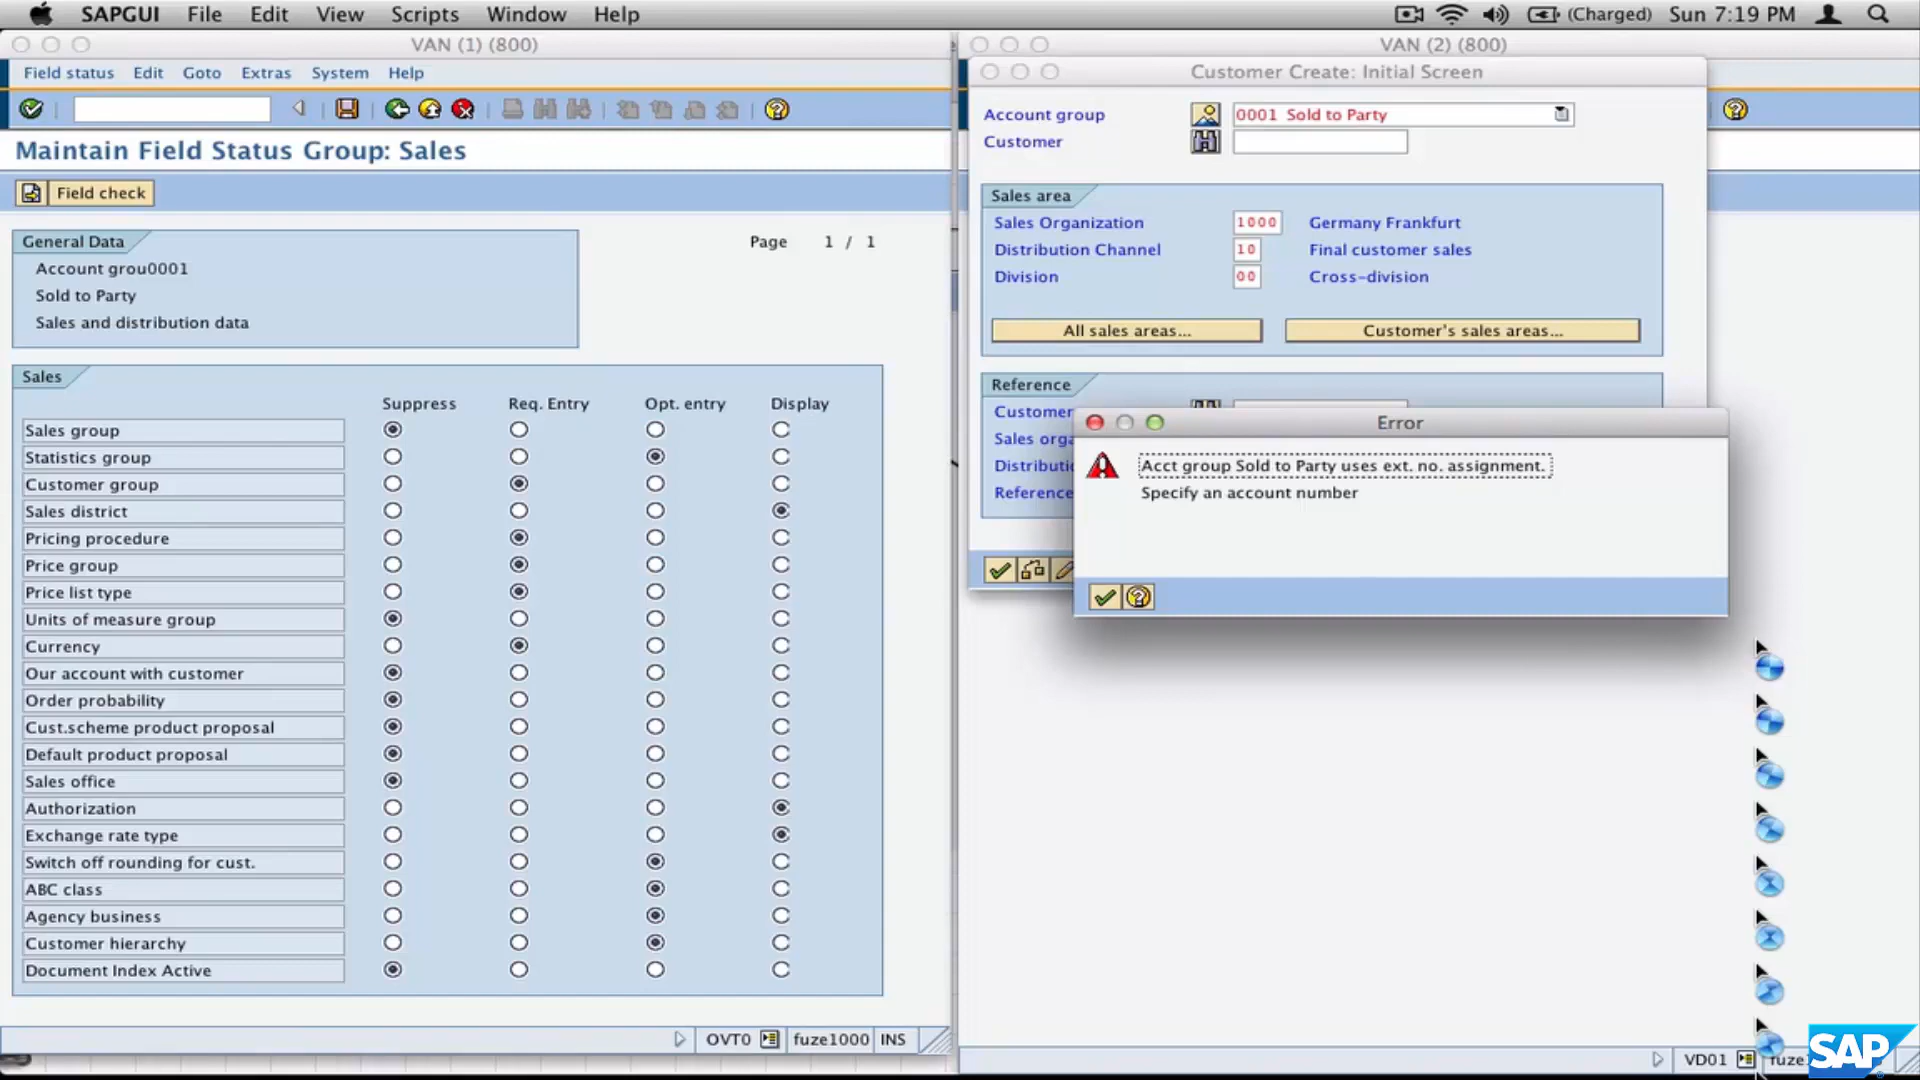 SAPGUI File Edit View Scripts Window Help (Charged) Sun 7:19 PM
VAN (1) (800)
Field status Edit Goto Extras System Help
Maintain Field Status Group: Sales
Field check
General Data
Page 1 / 1
Account grou0001
Sold to Party
Sales and distribution data
Sales
Suppress Req. Entry Opt. entry Display
Sales group
Statistics group
Customer group
Sales district
Pricing procedure
Price group
Price list type
Units of measure group
Currency
Our account with customer
Order probability
Cust.scheme product proposal
Default product proposal
Sales office
Authorization
Exchange rate type
Switch off rounding for cust.
ABC class
Agency business
Customer hierarchy
Document Index Active
OVT0 fuze1000 INS
VAN (2) (800)
Customer Create: Initial Screen
Account group 0001 Sold to Party
Customer
Sales area
Sales Organization 1000 Germany Frankfurt
Distribution Channel 10 Final customer sales
Division 00 Cross-division
All sales areas... Customer's sales areas...
Reference
Customer
Sales orga
Distributi
Reference
Error
Acct group Sold to Party uses ext. no. assignment.
Specify an account number
VD01 fuze
SAP